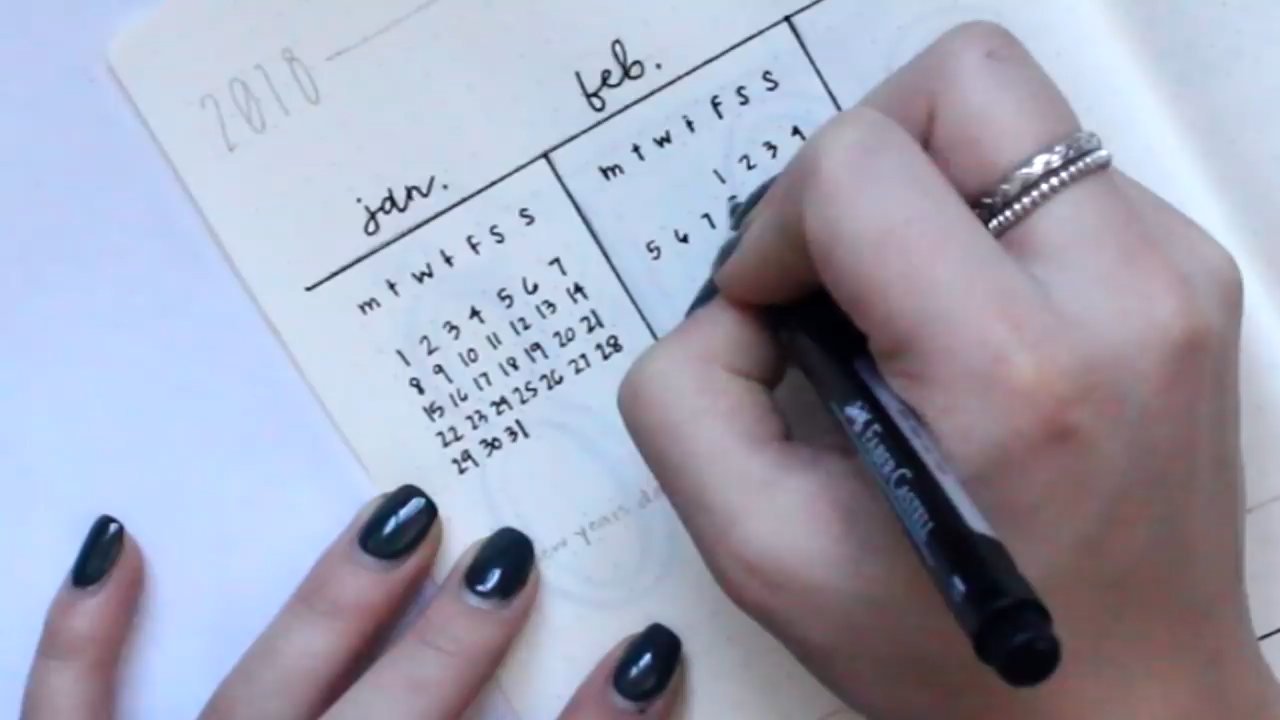 2018
feb.
jan.
m t w t f s s
1 2 3 4
5 6 7
m t w t f s s
1 2 3 4 5 6 7
8 9 10 11 12 13 14
15 16 17 18 19 20 21
22 23 24 25 26 27 28
29 30 31
years
FABER-CASTELL